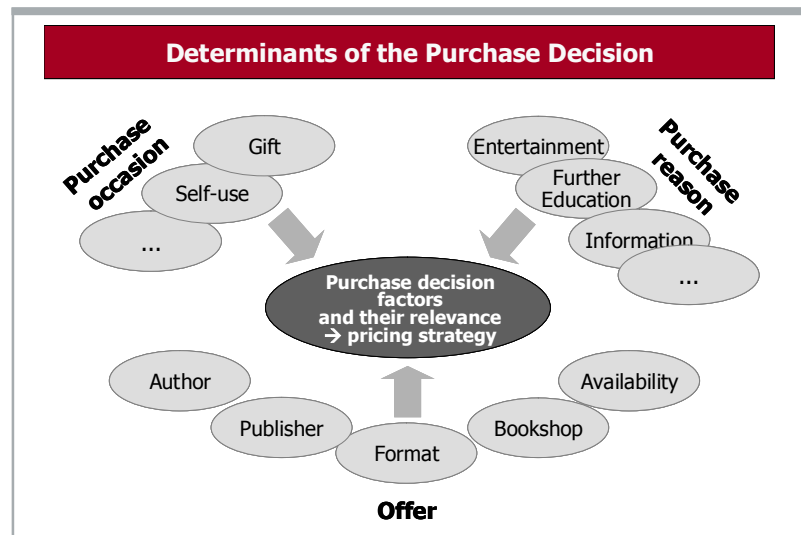 Determinants of the Purchase Decision
Purchase
occasion
Gift
Self-use
...
Entertainment
Further
Education
Information
...
Purchase
reason
Purchase decision
factors
and their relevance
→ pricing strategy
Author
Publisher
Format
Bookshop
Availability
Offer